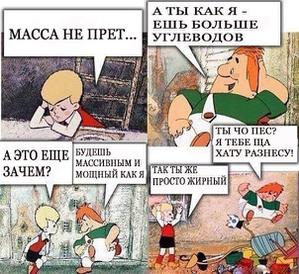 МАССА НЕ ПРЕТ...
А ТЫ КАК Я -
ЕШЬ БОЛЬШЕ
УГЛЕВОДОВ
А ЭТО ЕЩЕ
ЗАЧЕМ?
БУДЕШЬ
МАССИВНЫМ И
МОЩНЫЙ КАК Я
ТАК ТЫ ЖЕ
ПРОСТО ЖИРНЫЙ
ТЫ ЧО ПЕС?
Я ТЕБЕ ЩА
ХАТУ РАЗНЕСУ!